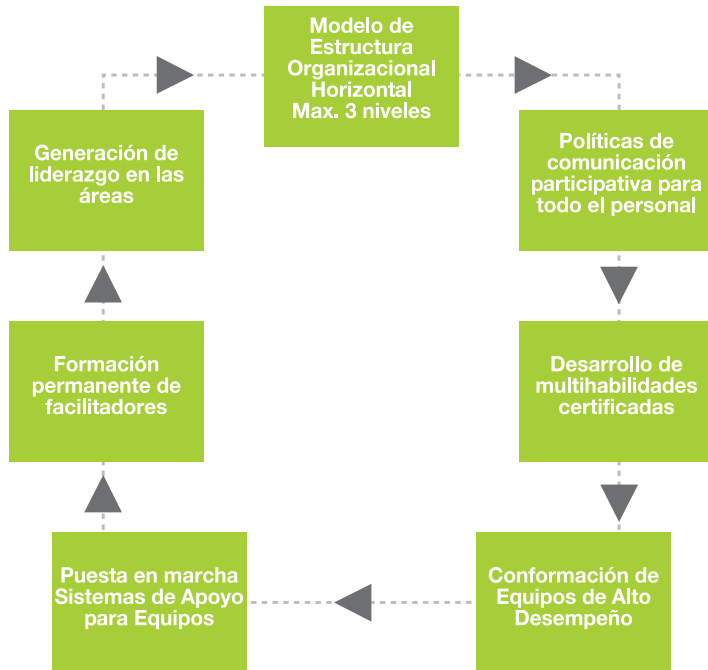 Modelo de
Estructura
Organizacional
Horizontal
Max. 3 niveles
Políticas de
comunicación
participativa para
todo el personal
Desarrollo de
multihabilidades
certificadas
Conformación de
Equipos de Alto
Desempeño
Puesta en marcha
Sistemas de Apoyo
para Equipos
Formación
permanente de
facilitadores
Generación de
liderazgo en las
áreas